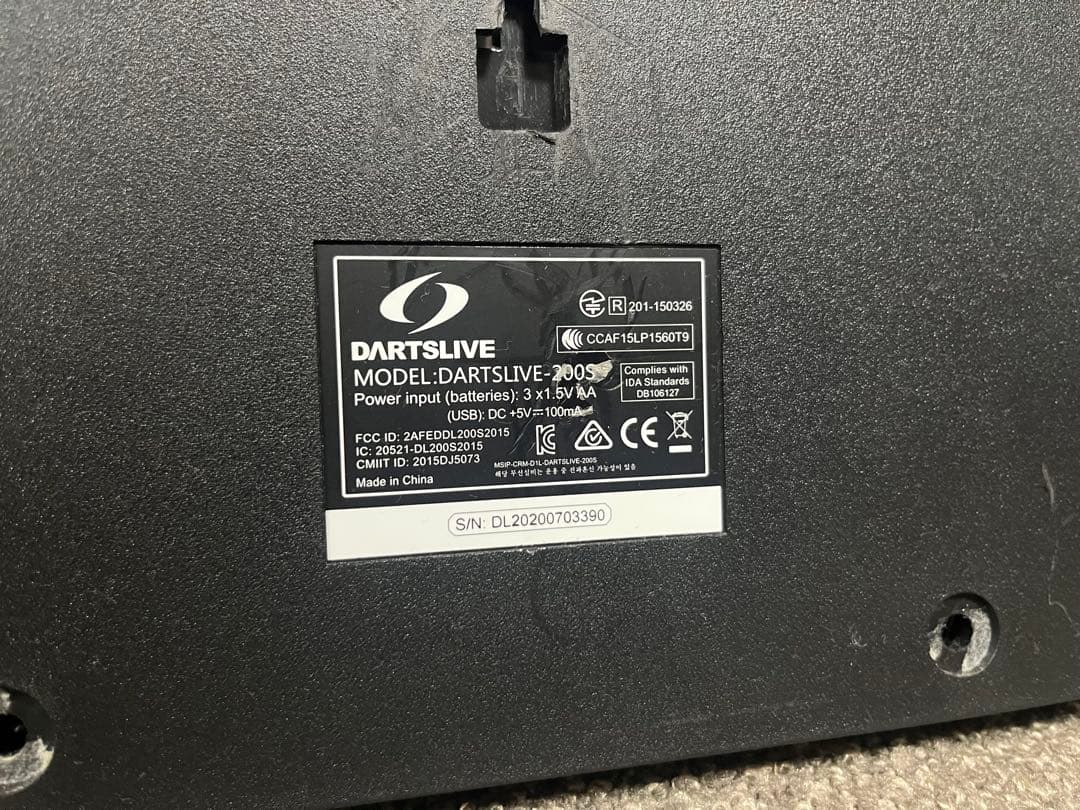 DARTSLIVE
MODEL:DARTSLIVE-200S
Power input (batteries): 3 x1.5V AA
(USB): DC +5V⎓100mA
FCC ID: 2AFEDDL200S2015
IC: 20521-DL200S2015
CMIIT ID: 2015DJ5073
Made in China
R 201-150326
CCAF15LP1560T9
Complies with
IDA Standards
DB106127
CE
MSIP-CRM-D1L-DARTSLIVE-200S
해당 무선설비는 운용 중 전파혼신 가능성이 있음
S/N: DL20200703390